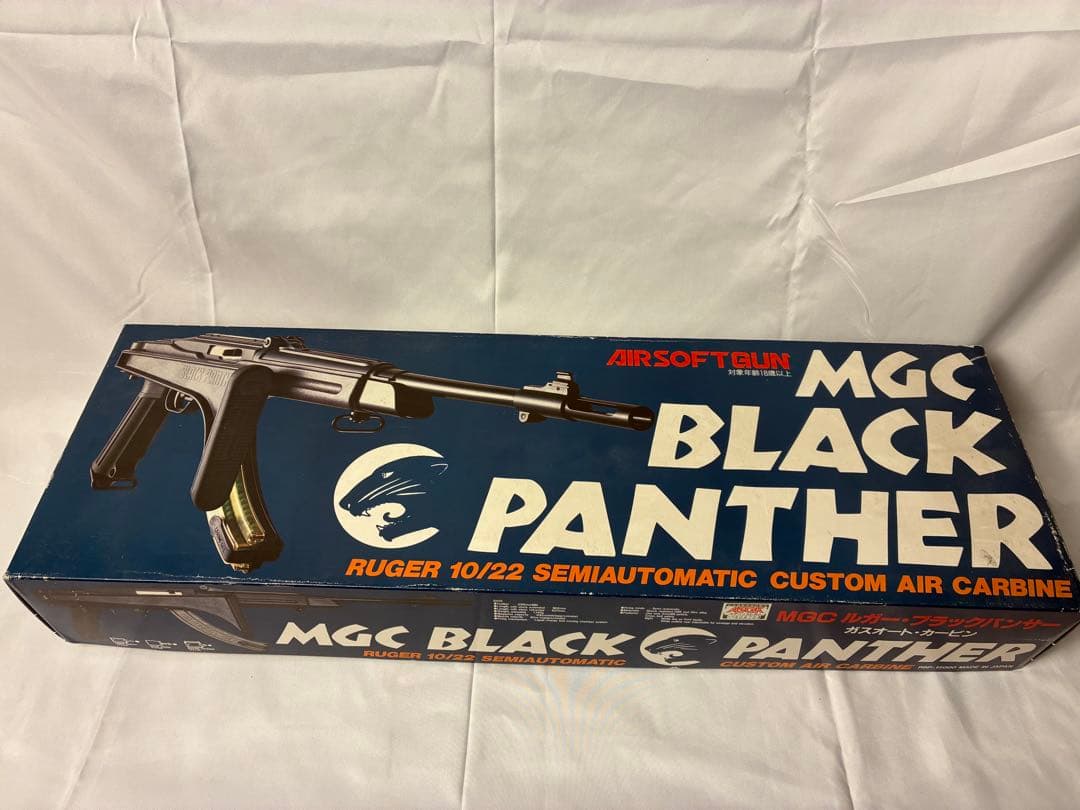 AIRSOFTGUN
対象年齢18歳以上
MGC
BLACK
PANTHER
RUGER 10/22 SEMIAUTOMATIC CUSTOM AIR CARBINE
MGC BLACK PANTHER
RUGER 10/22 SEMIAUTOMATIC CUSTOM AIR CARBINE
MGC ルガー・ブラックパンサー
ガスオート・カービン
MADE IN JAPAN